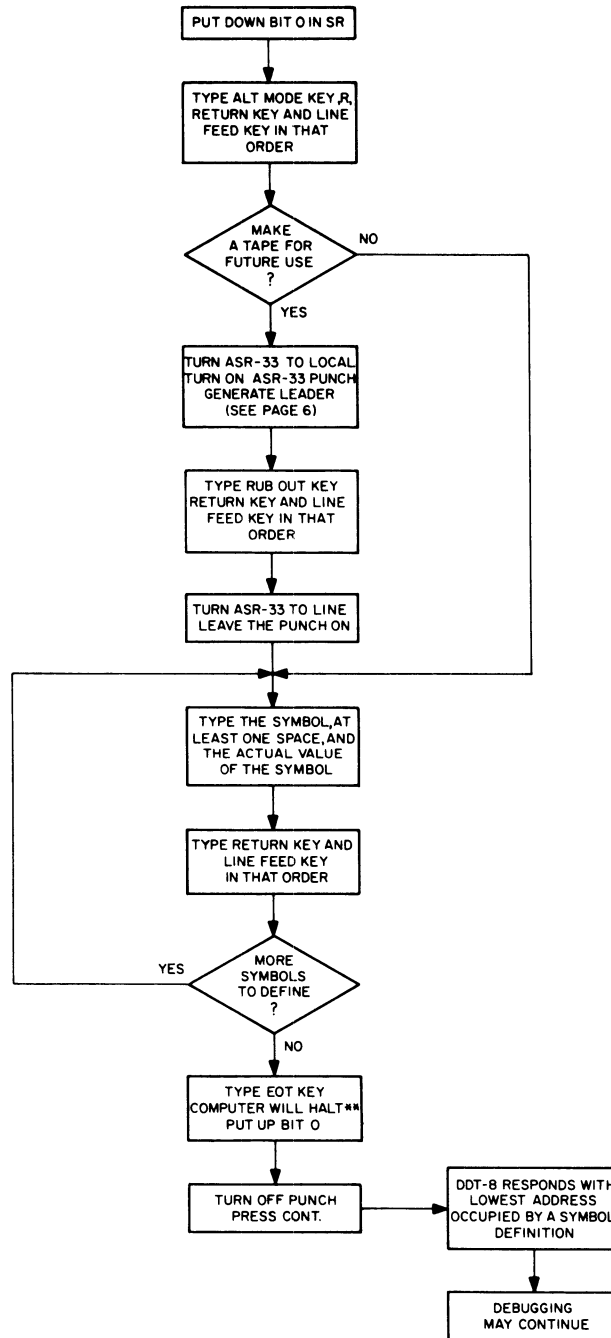 PUT DOWN BIT 0 IN SR
TYPE ALT MODE KEY,R,
RETURN KEY AND LINE
FEED KEY IN THAT
ORDER
MAKE
A TAPE FOR
FUTURE USE
?
NO
YES
TURN ASR-33 TO LOCAL
TURN ON ASR-33 PUNCH
GENERATE LEADER
(SEE PAGE 6)
TYPE RUB OUT KEY
RETURN KEY AND LINE
FEED KEY IN THAT
ORDER
TURN ASR-33 TO LINE
LEAVE THE PUNCH ON
TYPE THE SYMBOL, AT
LEAST ONE SPACE, AND
THE ACTUAL VALUE
OF THE SYMBOL
TYPE RETURN KEY AND
LINE FEED KEY
IN THAT ORDER
YES
MORE
SYMBOLS
TO DEFINE
?
NO
TYPE EOT KEY
COMPUTER WILL HALT**
PUT UP BIT 0
TURN OFF PUNCH
PRESS CONT.
DDT-8 RESPONDS WITH
LOWEST ADDRESS
OCCUPIED BY A SYMBOL
DEFINITION
DEBUGGING
MAY CONTINUE